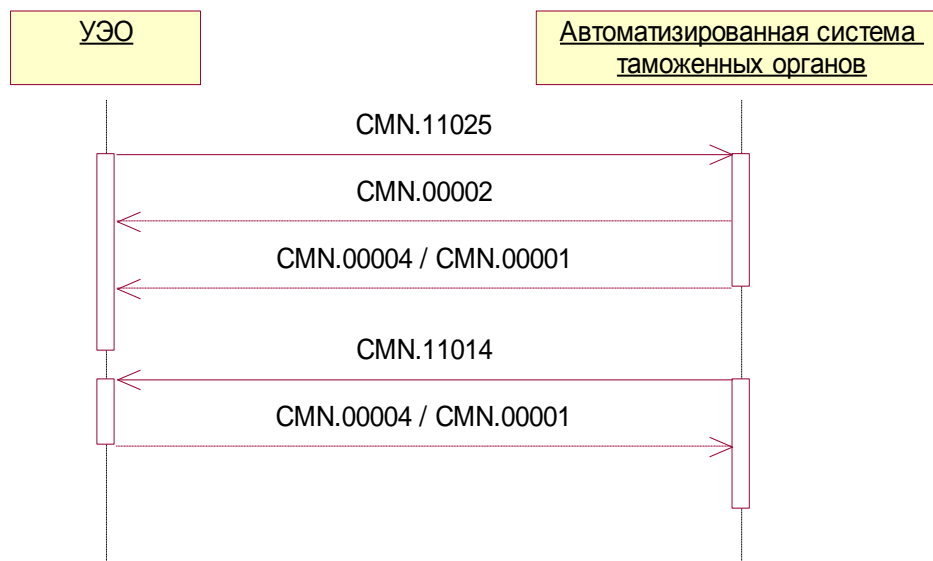 УЭО
Автоматизированная система
таможенных органов
CMN.11025
CMN.00002
CMN.00004 / CMN.00001
CMN.11014
CMN.00004 / CMN.00001